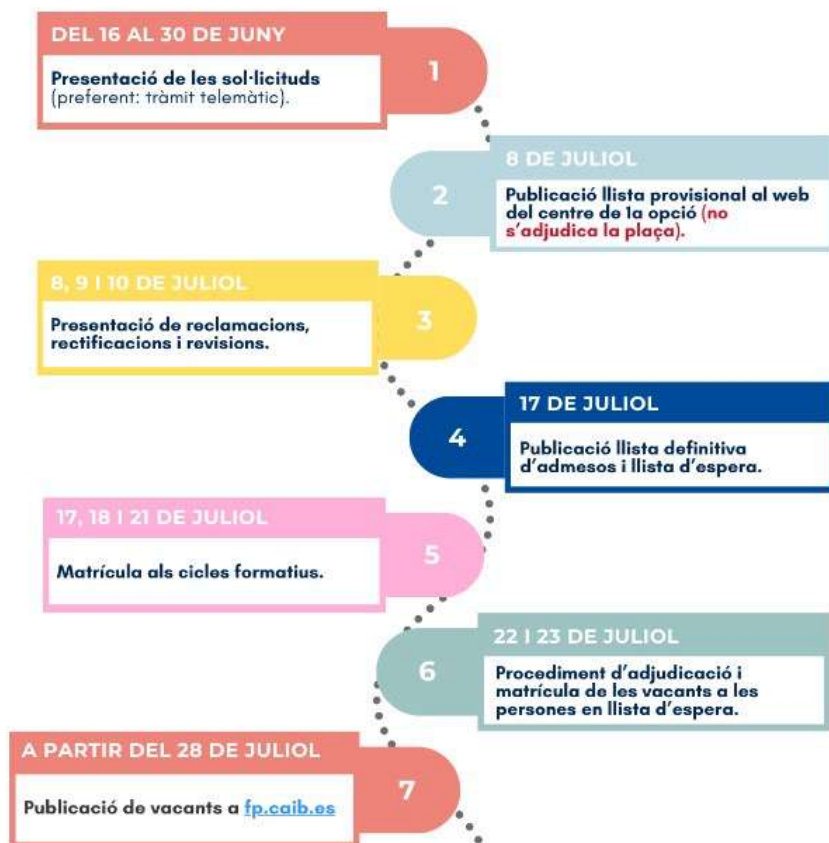 DEL 16 AL 30 DE JUNY
1
Presentació de les sol·licituds
(preferent: tràmit telemàtic).
8 DE JULIOL
2
Publicació llista provisional al web
del centre de 1a opció (no
s'adjudica la plaça).
8, 9 I 10 DE JULIOL
3
Presentació de reclamacions,
rectificacions i revisions.
17 DE JULIOL
4
Publicació llista definitiva
d'admesos i llista d'espera.
17, 18 I 21 DE JULIOL
5
Matrícula als cicles formatius.
22 I 23 DE JULIOL
6
Procediment d'adjudicació i
matrícula de les vacants a les
persones en llista d'espera.
A PARTIR DEL 28 DE JULIOL
7
Publicació de vacants a fp.caib.es